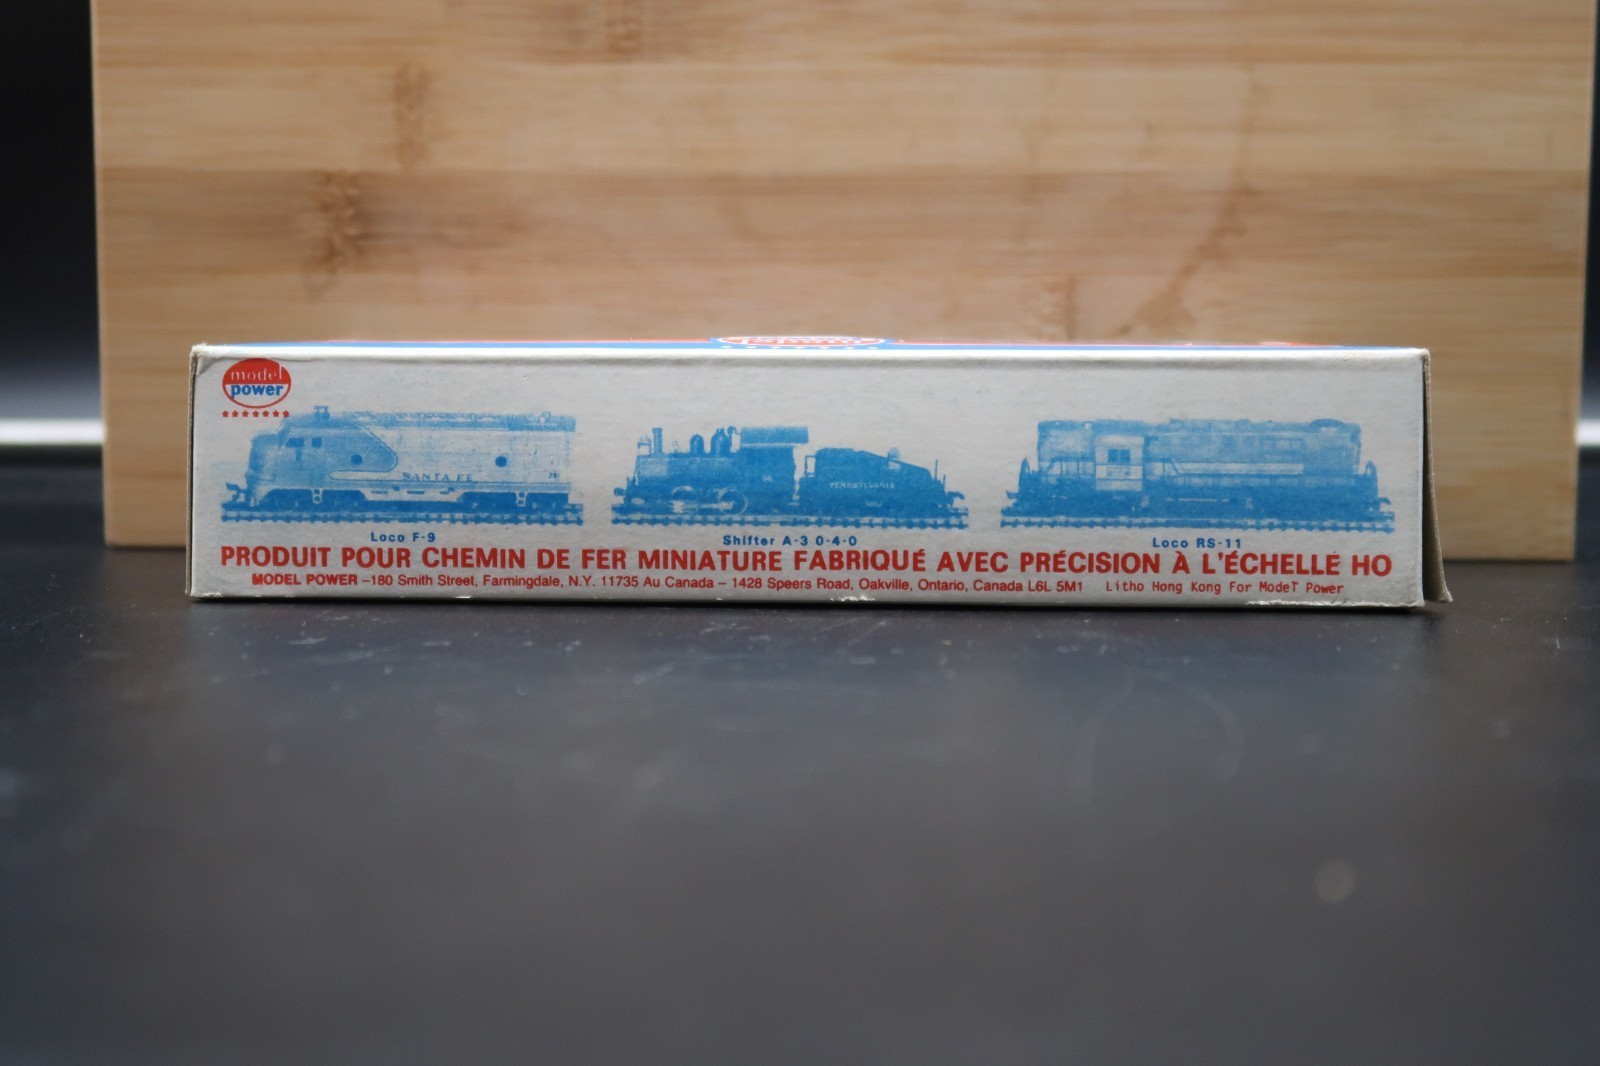 model
power
SANTA FE
PENNSYLVANIA
Loco F-9
Shifter A-3 0-4-0
Loco RS-11
PRODUIT POUR CHEMIN DE FER MINIATURE FABRIQUÉ AVEC PRÉCISION À L'ÉCHELLE HO
MODEL POWER –180 Smith Street, Farmingdale, N.Y. 11735 Au Canada – 1428 Speers Road, Oakville, Ontario, Canada L6L 5M1 Litho Hong Kong For Model Power